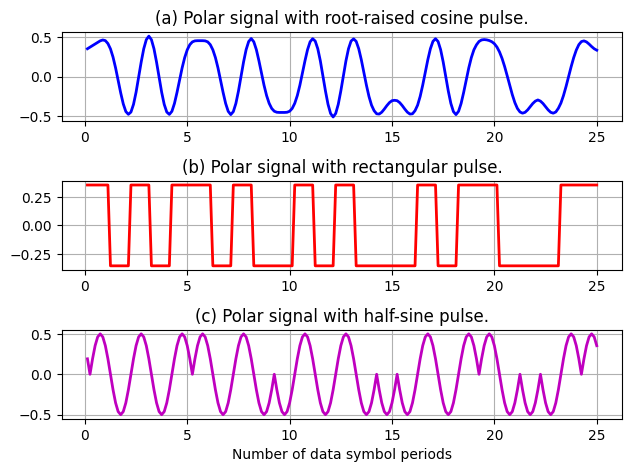 (a) Polar signal with root-raised cosine pulse.
0.5
0.0
−0.5
0 5 10 15 20 25
(b) Polar signal with rectangular pulse.
0.25
0.00
−0.25
0 5 10 15 20 25
(c) Polar signal with half-sine pulse.
0.5
0.0
−0.5
0 5 10 15 20 25
Number of data symbol periods